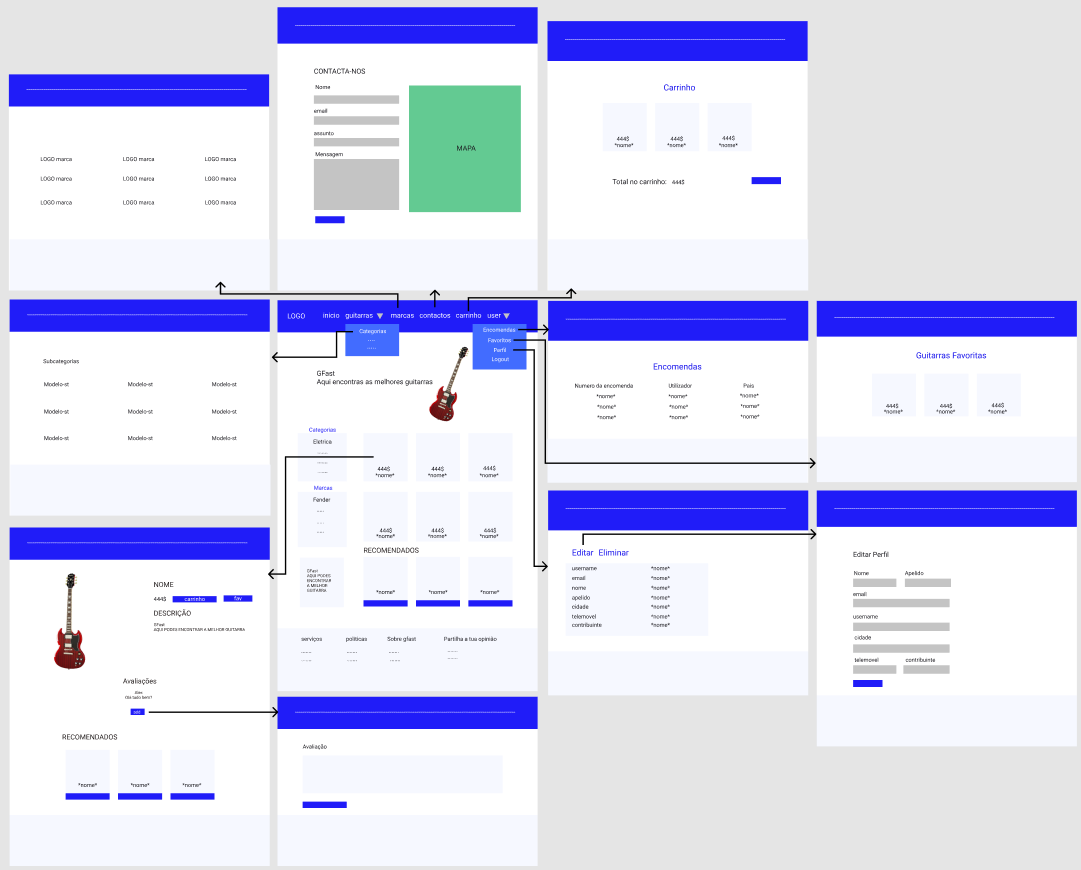 CONTACTA-NOS
Nome
email
assunto
Mensagem
MAPA
Carrinho
444$ 444$ 444$
*nome* *nome* *nome*
Total no carrinho: 444$
LOGO marca LOGO marca LOGO marca
LOGO marca LOGO marca LOGO marca
LOGO marca LOGO marca LOGO marca
LOGO inicio guitarras marcas contactos carrinho user
Categorias
....
.....
Encomendas
Favoritos
Perfil
Logout
GFast
Aqui encontras as melhores guitarras
Categorias
Eletrica
Marcas
Fender
444$ 444$ 444$
*nome* *nome* *nome*
444$ 444$ 444$
*nome* *nome* *nome*
RECOMENDADOS
GFast
AQUI PODES
ENCONTRAR
A MELHOR
GUITARRA
*nome* *nome* *nome*
serviços politicas Sobre gfast Partilha a tua opinião
Subcategorias
Modelo-st Modelo-st Modelo-st
Modelo-st Modelo-st Modelo-st
Modelo-st Modelo-st Modelo-st
Encomendas
Numero da encomenda Utilizador Pais
*nome* *nome* *nome*
*nome* *nome* *nome*
*nome* *nome* *nome*
Guitarras Favoritas
444$ 444$ 444$
*nome* *nome* *nome*
Editar Eliminar
username *nome*
email *nome*
nome *nome*
apelido *nome*
cidade *nome*
telemovel *nome*
contribuinte *nome*
Editar Perfil
Nome Apelido
email
username
cidade
telemovel contribuinte
NOME
444$ carrinho fav
DESCRIÇÃO
GFast
AQUI PODES ENCONTRAR A MELHOR GUITARRA
Avaliações
RECOMENDADOS
*nome* *nome* *nome*
Avaliação